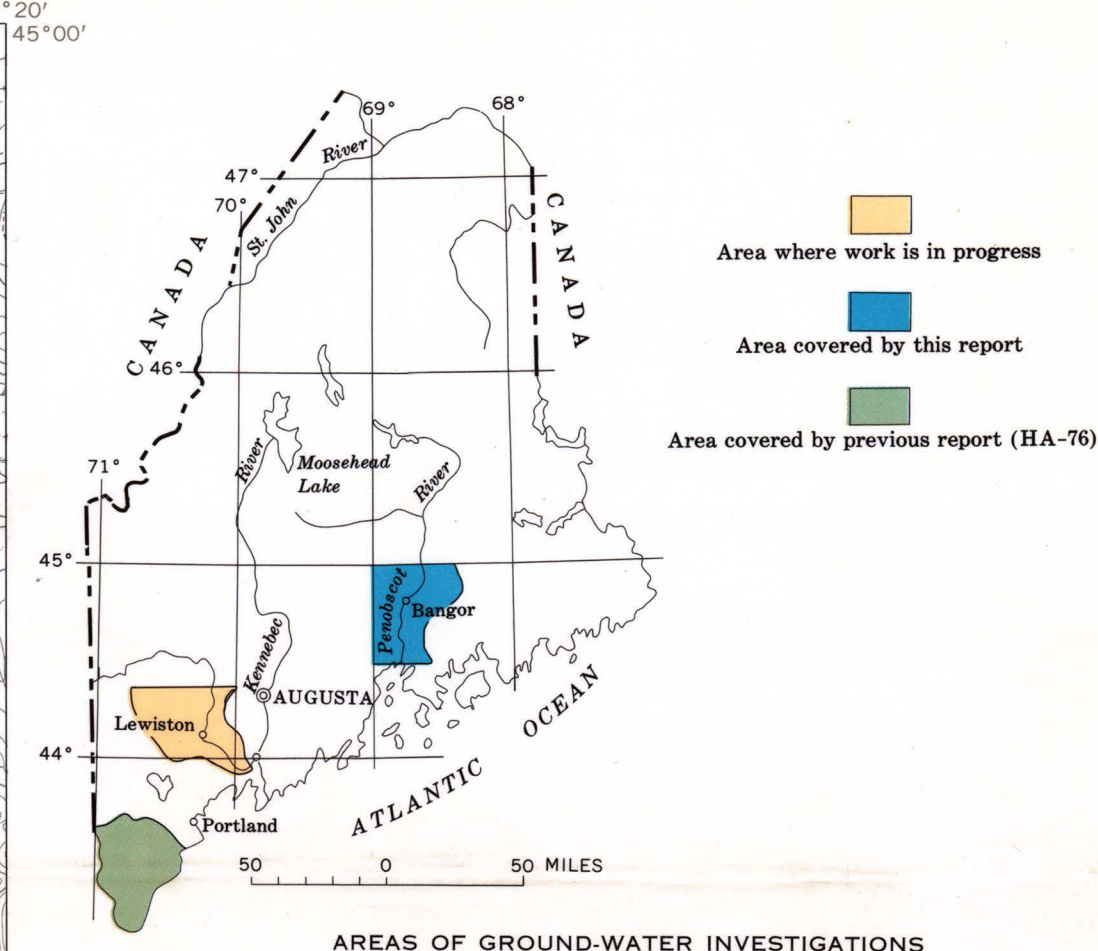 °20'
45°00'
69°
68°
River
47°
70°
St. John
CANADA
CANADA
46°
71°
River
Moosehead
Lake
River
45°
Penobscot
Bangor
Kennebec
AUGUSTA
Lewiston
44°
ATLANTIC OCEAN
Portland
50 0 50 MILES
Area where work is in progress
Area covered by this report
Area covered by previous report (HA-76)
AREAS OF GROUND-WATER INVESTIGATIONS